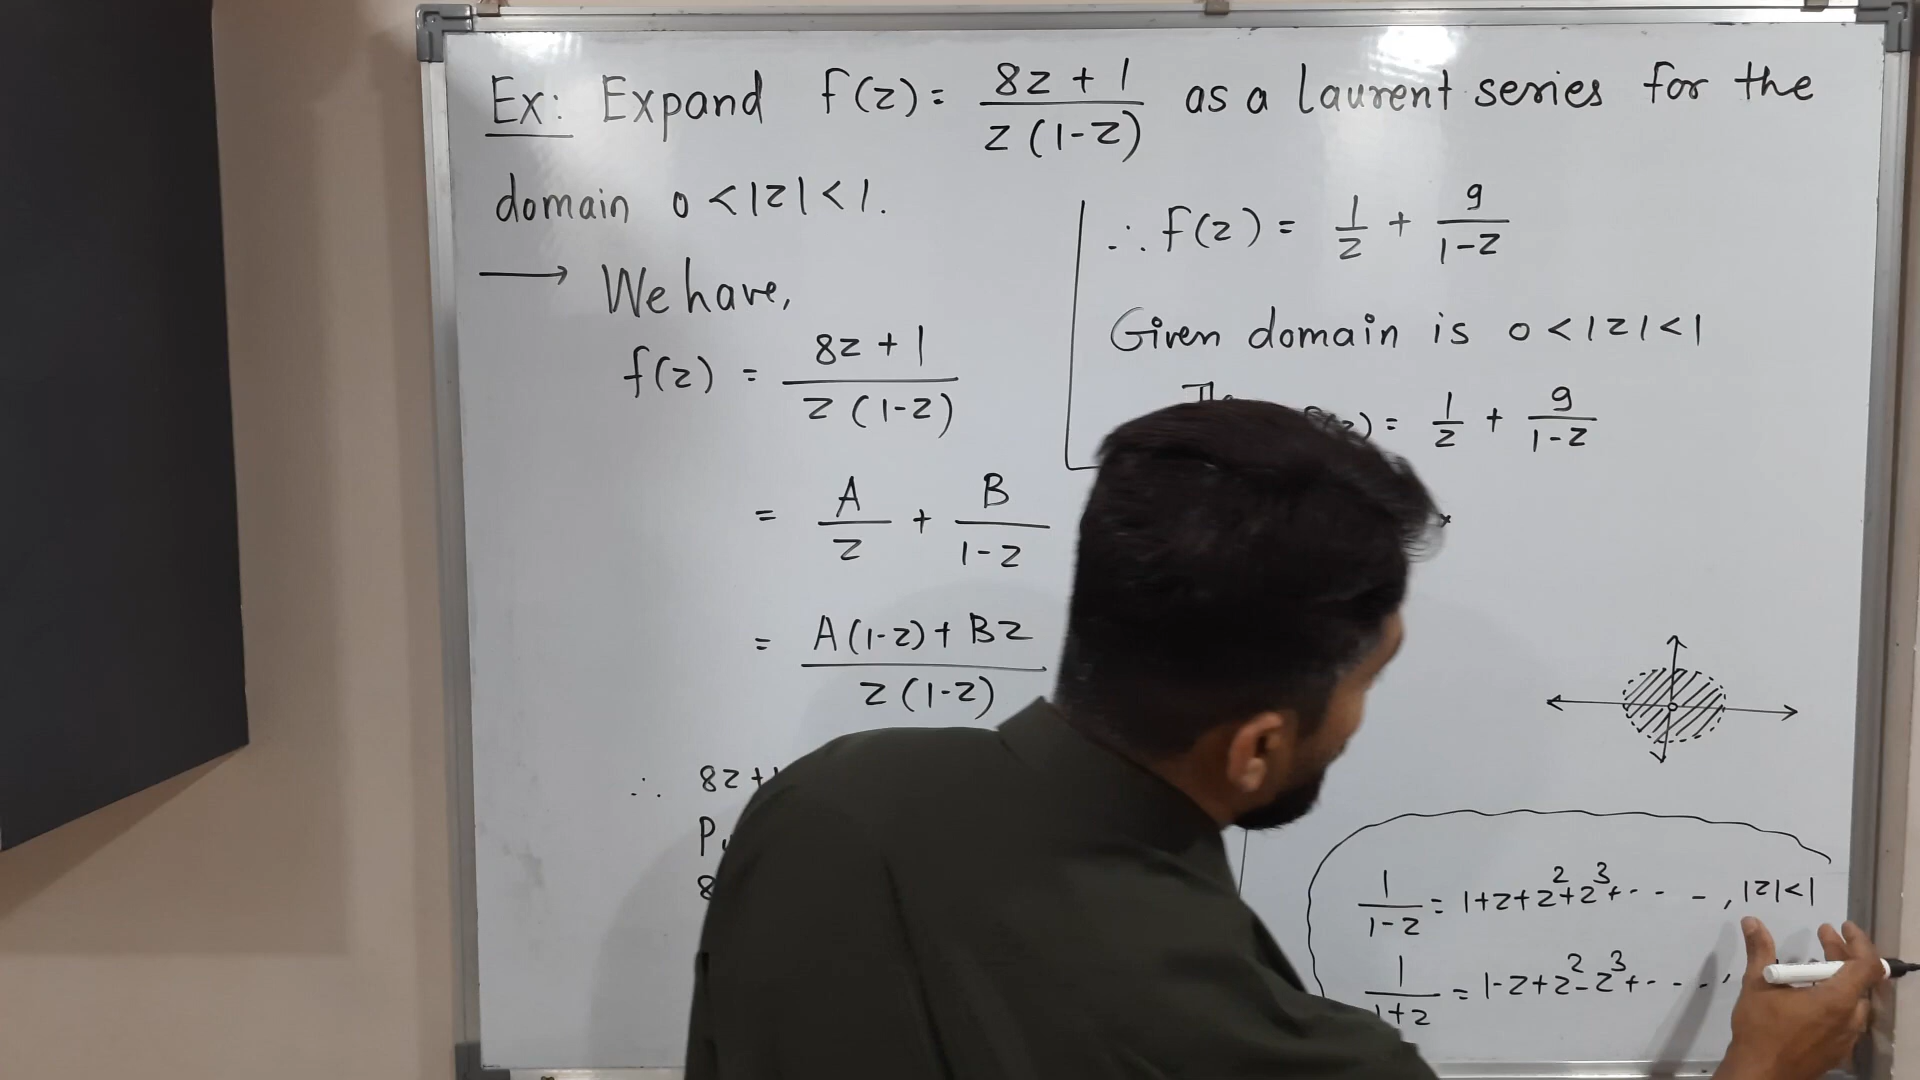 Ex: Expand f(z) = 8z + 1 / z (1-z) as a laurent series for the
domain 0 < |z| < 1.
→ We have,
f(z) = 8z + 1 / z (1-z)
= A / z + B / 1-z
= A(1-z) + Bz / z (1-z)
∴ 8z +
8
∴ f(z) = 1/z + 9 / 1-z
Given domain is 0 < |z| < 1
f(z) = 1/z + 9 / 1-z
1 / 1-z = 1+z+z²+z³+ - - - , |z|<1
1 / 1+z = 1-z+z²-z³+ - - - ,